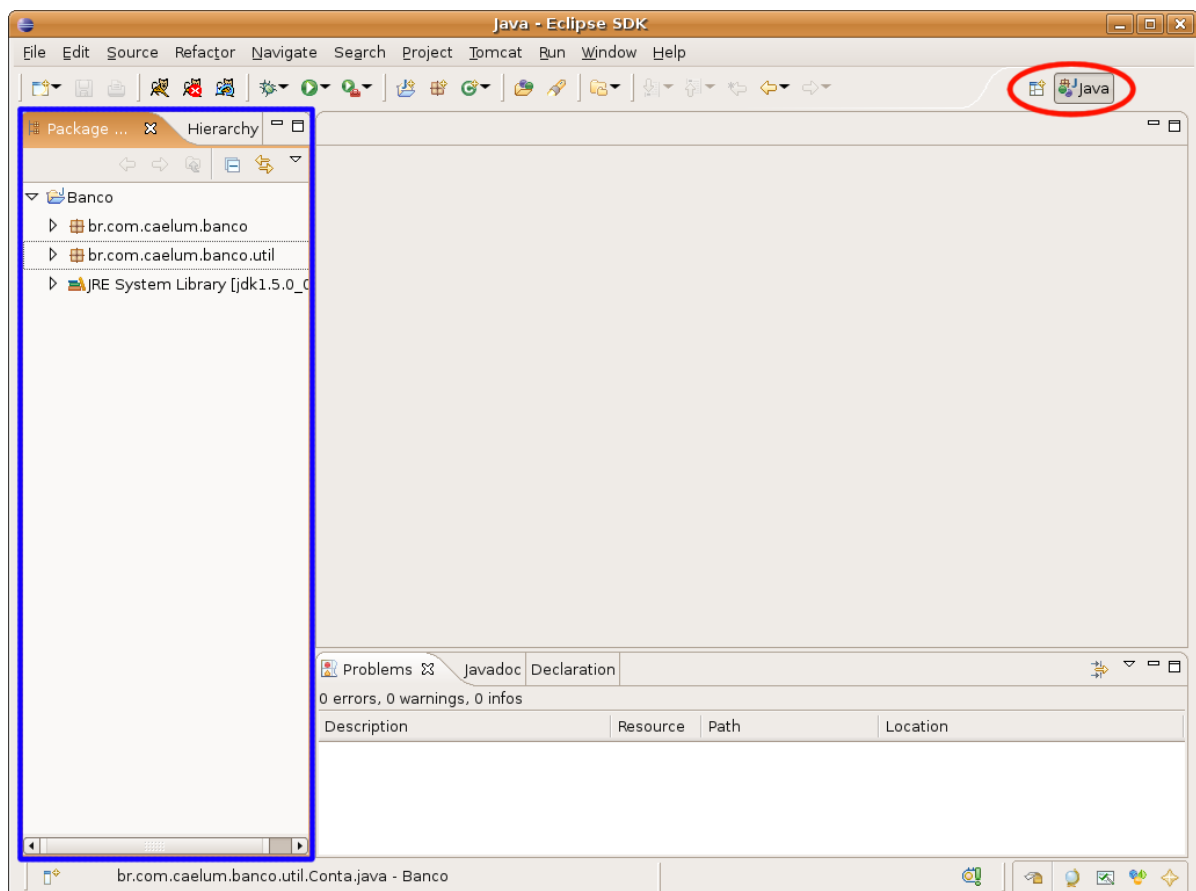 Java - Eclipse SDK
File Edit Source Refactor Navigate Search Project Tomcat Run Window Help
Java
Package ... Hierarchy
Banco
br.com.caelum.banco
br.com.caelum.banco.util
JRE System Library [jdk1.5.0_0
Problems Javadoc Declaration
0 errors, 0 warnings, 0 infos
Description Resource Path Location
br.com.caelum.banco.util.Conta.java - Banco